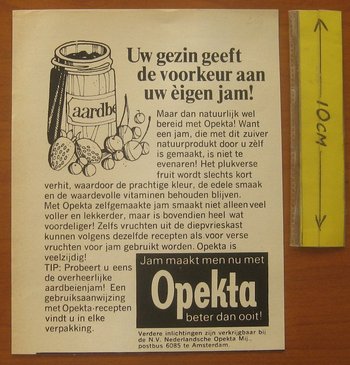 Uw gezin geeft
de voorkeur aan
uw èigen jam!
aardbe
Maar dan natuurlijk wel
bereid met Opekta! Want
een jam, die met dit zuiver
natuurprodukt door u zèlf
is gemaakt, is niet te
evenaren! Het plukverse
fruit wordt slechts kort
verhit, waardoor de prachtige kleur, de edele smaak
en de waardevolle vitaminen behouden blijven.
Met Opekta zelfgemaakte jam smaakt niet alleen veel
voller en lekkerder, maar is bovendien heel wat
voordeliger! Zelfs vruchten uit de diepvrieskast
kunnen volgens dezelfde recepten als voor verse
vruchten voor jam gebruikt worden. Opekta is
veelzijdig!
TIP: Probeert u eens
de overheerlijke
aardbeienjam! Een
gebruiksaanwijzing
met Opekta-recepten
vindt u in elke
verpakking.
Jam maakt men nu met
Opekta
beter dan ooit!
Verdere inlichtingen zijn verkrijgbaar bij
de N.V. Nederlandsche Opekta Mij.,
postbus 6085 te Amsterdam.
10CM